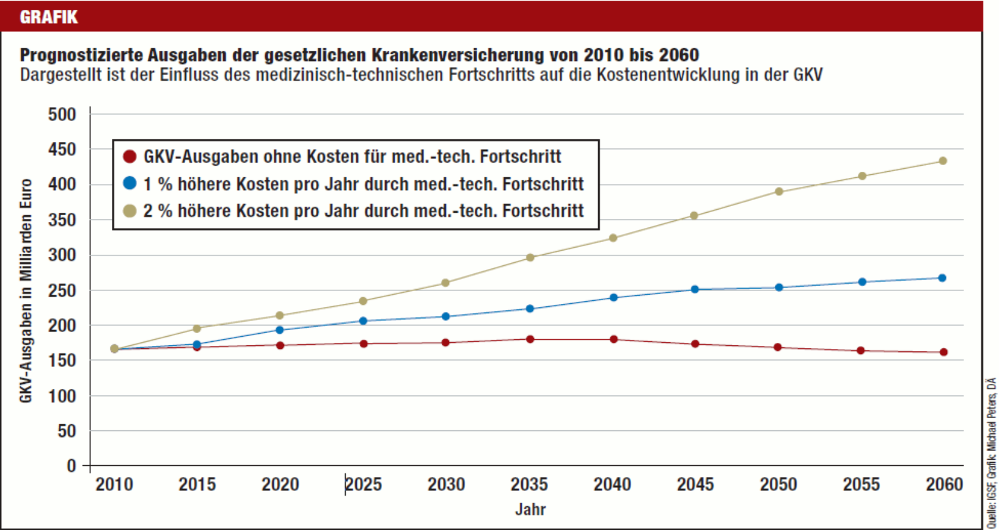 GRAFIK
Prognostizierte Ausgaben der gesetzlichen Krankenversicherung von 2010 bis 2060
Dargestellt ist der Einfluss des medizinisch-technischen Fortschritts auf die Kostenentwicklung in der GKV
GKV-Ausgaben in Milliarden Euro
500
450
400
350
300
250
200
150
100
50
0
GKV-Ausgaben ohne Kosten für med.-tech. Fortschritt
1 % höhere Kosten pro Jahr durch med.-tech. Fortschritt
2 % höhere Kosten pro Jahr durch med.-tech. Fortschritt
2010 2015 2020 2025 2030 2035 2040 2045 2050 2055 2060
Jahr
Quelle: IGSF, Grafik: Michael Peters, DÄ